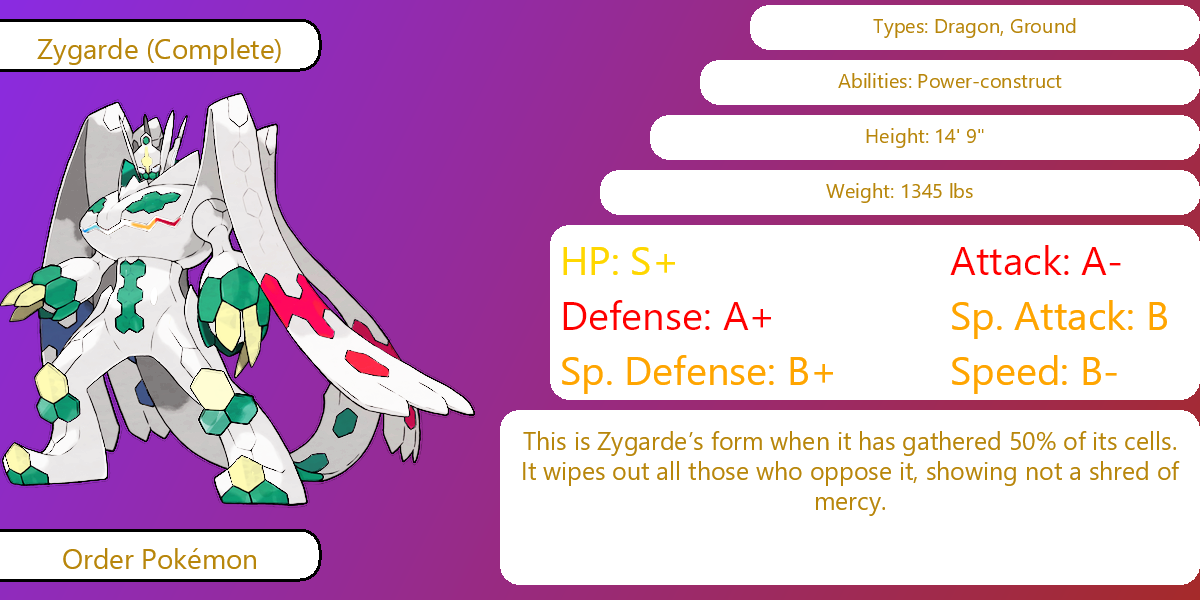 Zygarde (Complete)
Types: Dragon, Ground
Abilities: Power-construct
Height: 14' 9"
Weight: 1345 lbs
HP: S+
Attack: A-
Defense: A+
Sp. Attack: B
Sp. Defense: B+
Speed: B-
This is Zygarde’s form when it has gathered 50% of its cells.
It wipes out all those who oppose it, showing not a shred of
mercy.
Order Pokémon